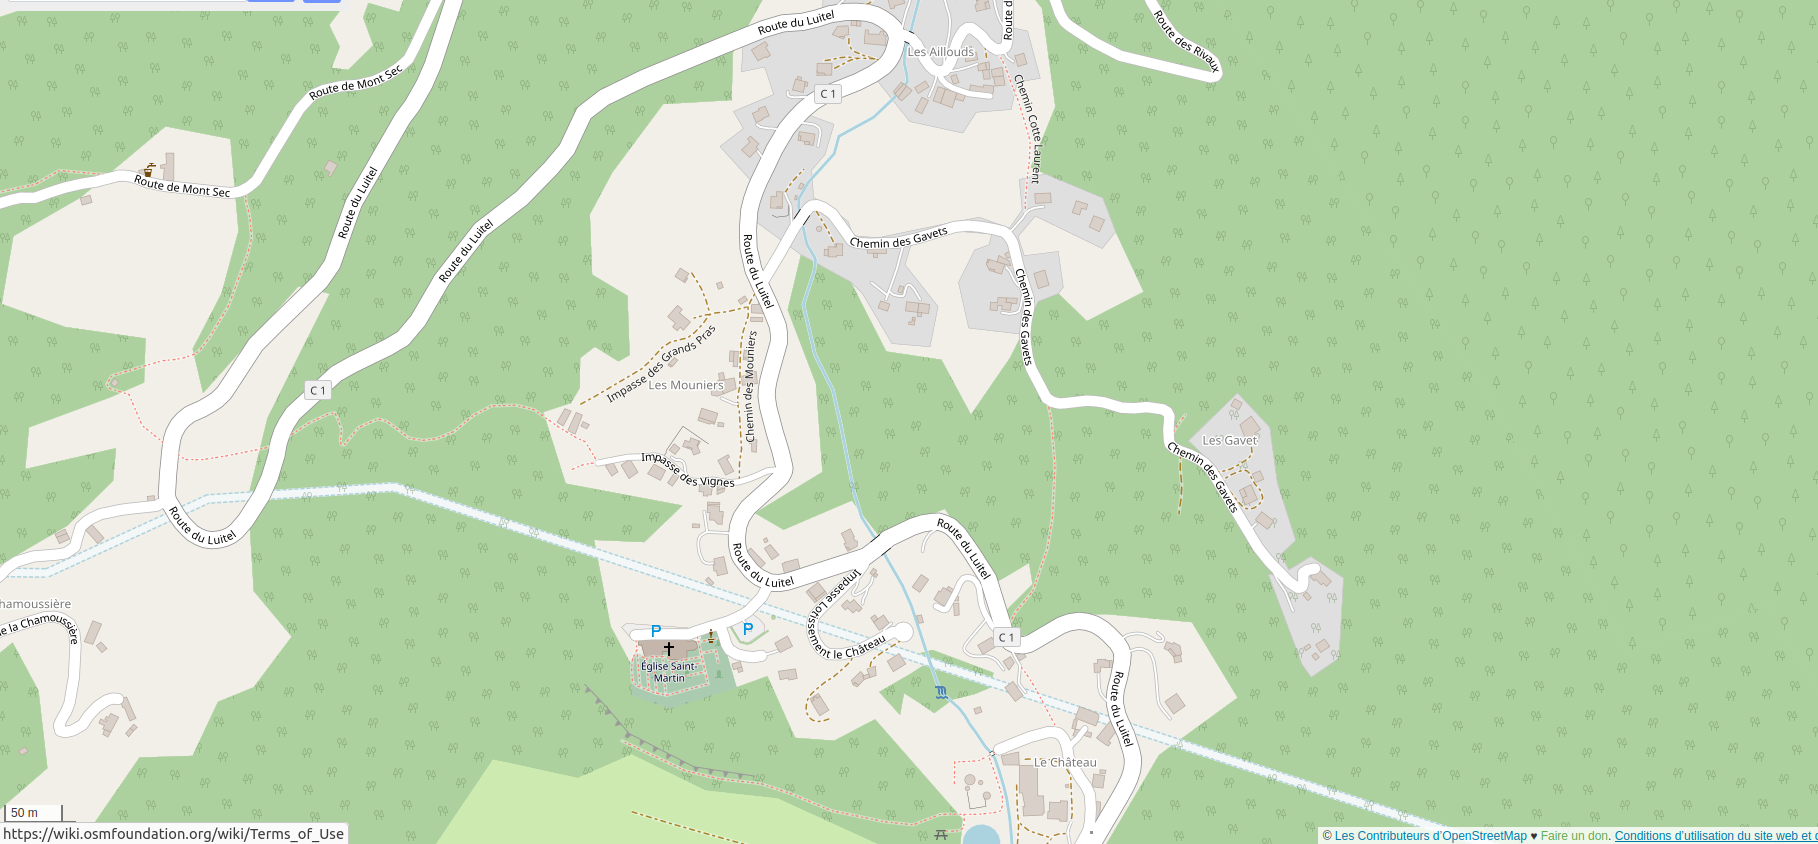 Route du Luitel
Route d
Route des Rivaux
Les Aillouds
Route de Mont Sec
C 1
Chemin Cotte Laurent
Route de Mont Sec
Route du Luitel
Route du Luitel
Route du Luitel
Chemin des Gavets
Chemin des Gavets
Impasse des Grands Pras
Chemin des Mouniers
Les Mouniers
C 1
Les Gavet
Chemin des Gavets
Impasse des Vignes
Route du Luitel
Route du Luitel
Route du Luitel
Impasse Lotissement le Château
hamoussière
e la Chamoussière
P
P
C 1
Église Saint-
Martin
Route du Luitel
Le Château
50 m
https://wiki.osmfoundation.org/wiki/Terms_of_Use
© Les Contributeurs d’OpenStreetMap ♥ Faire un don. Conditions d’utilisation du site web et d